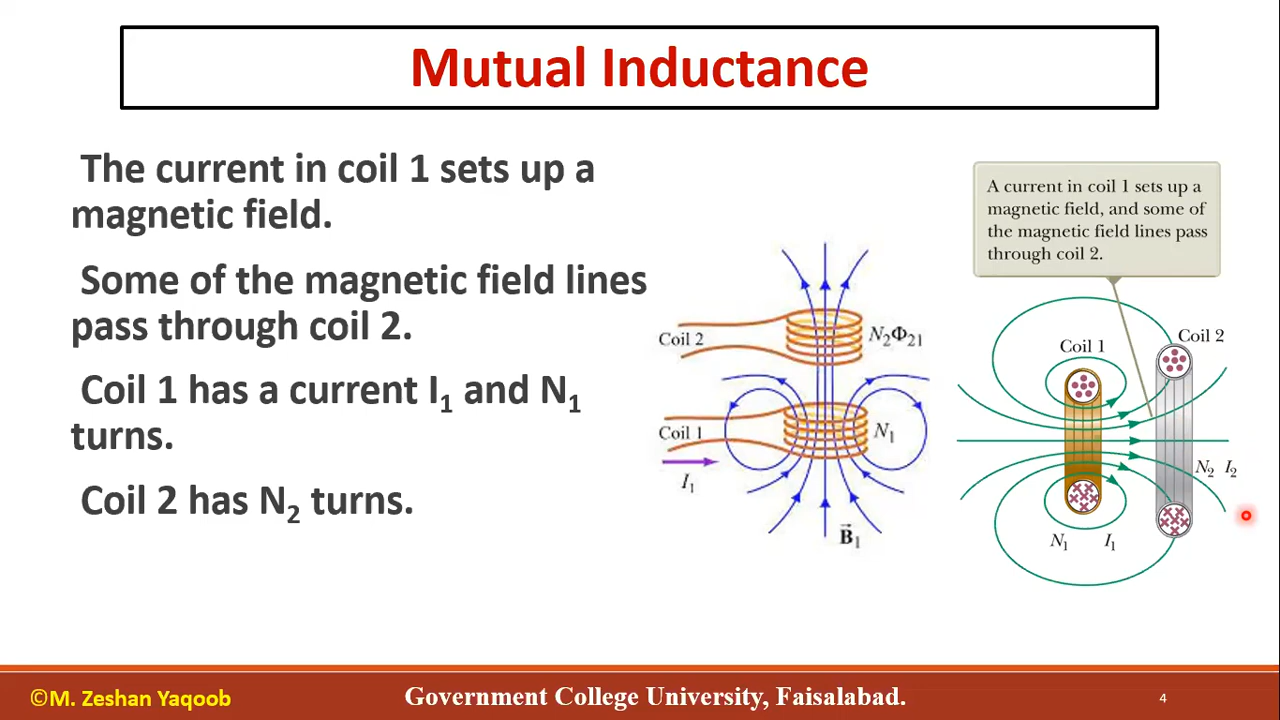 Mutual Inductance
The current in coil 1 sets up a
magnetic field.
Some of the magnetic field lines
pass through coil 2.
Coil 1 has a current I₁ and N₁
turns.
Coil 2 has N₂ turns.
Coil 2
N₂Φ₂₁
Coil 1
N₁
I₁
B⃗₁
A current in coil 1 sets up a
magnetic field, and some of
the magnetic field lines pass
through coil 2.
Coil 1
Coil 2
N₂ I₂
N₁ I₁
©M. Zeshan Yaqoob
Government College University, Faisalabad.
4